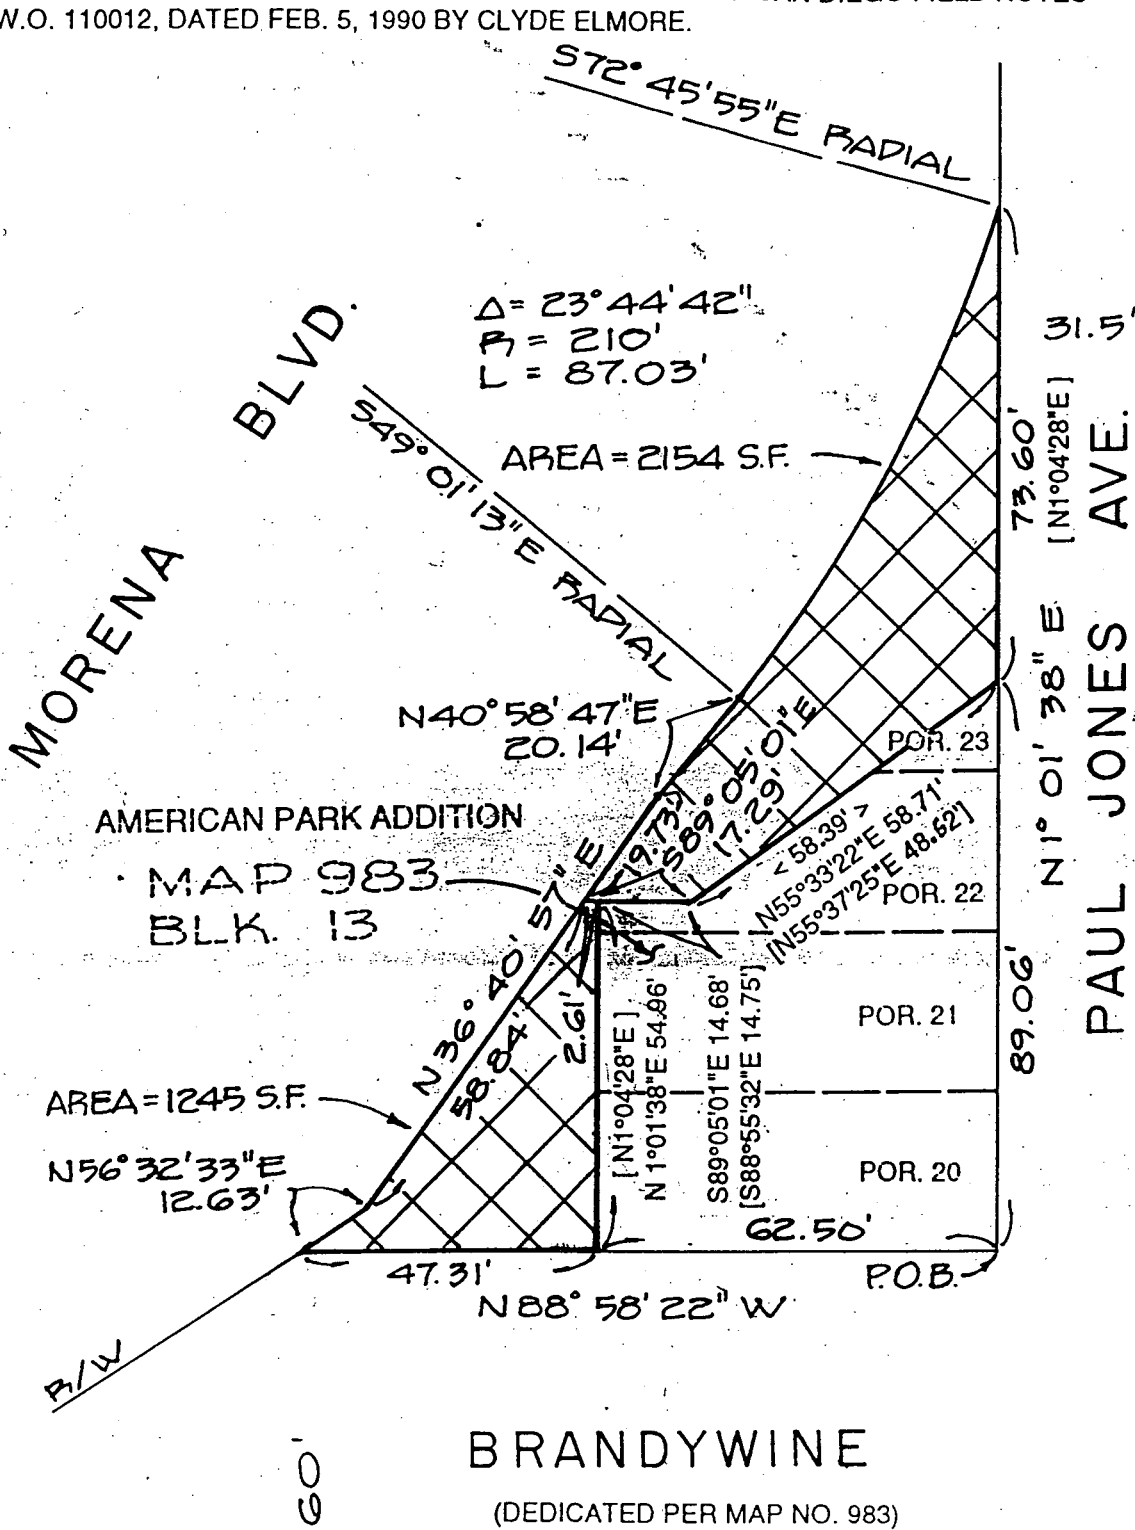 W.O. 110012, DATED FEB. 5, 1990 BY CLYDE ELMORE.
S72° 45'55"E RADIAL
Δ= 23°44'42"
R = 210'
L = 87.03'
31.5'
BLVD.
S49° 01' 13"E RADIAL
AREA = 2154 S.F.
73.60'
[N1°04'28"E]
PAUL JONES AVE.
N1° 01' 38" E
MORENA
N40°58'47"E
20.14'
POR. 23
AMERICAN PARK ADDITION
MAP 983
BLK. 13
19.73'
S89°05'01"E
17.29'
< 58.39' >
N55°33'22"E 58.71'
[N55°37'25"E 48.62']
POR. 22
N36° 40' 57" E
58.84'
2.61'
[N1°04'28"E]
N 1°01'38"E 54.96'
S89°05'01"E 14.68'
[S88°55'32"E 14.75']
POR. 21
89.06'
AREA = 1245 S.F.
N56°32'33"E
12.63'
POR. 20
62.50'
47.31'
P.O.B.
N88° 58' 22" W
R/W
BRANDYWINE
60'
(DEDICATED PER MAP NO. 983)